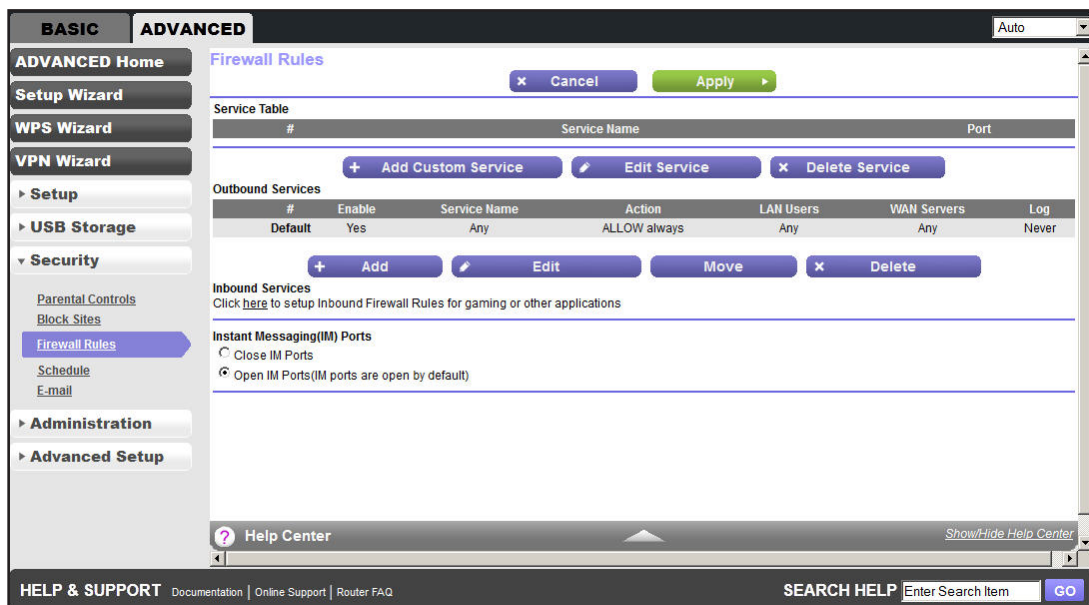 BASIC ADVANCED Auto
ADVANCED Home
Setup Wizard
WPS Wizard
VPN Wizard
Setup
USB Storage
Security
Parental Controls
Block Sites
Firewall Rules
Schedule
E-mail
Administration
Advanced Setup
Firewall Rules
Cancel Apply
Service Table
# Service Name Port
Add Custom Service Edit Service Delete Service
Outbound Services
# Enable Service Name Action LAN Users WAN Servers Log
Default Yes Any ALLOW always Any Any Never
Add Edit Move Delete
Inbound Services
Click here to setup Inbound Firewall Rules for gaming or other applications
Instant Messaging(IM) Ports
Close IM Ports
Open IM Ports(IM ports are open by default)
? Help Center Show/Hide Help Center
HELP & SUPPORT Documentation | Online Support | Router FAQ SEARCH HELP Enter Search Item GO